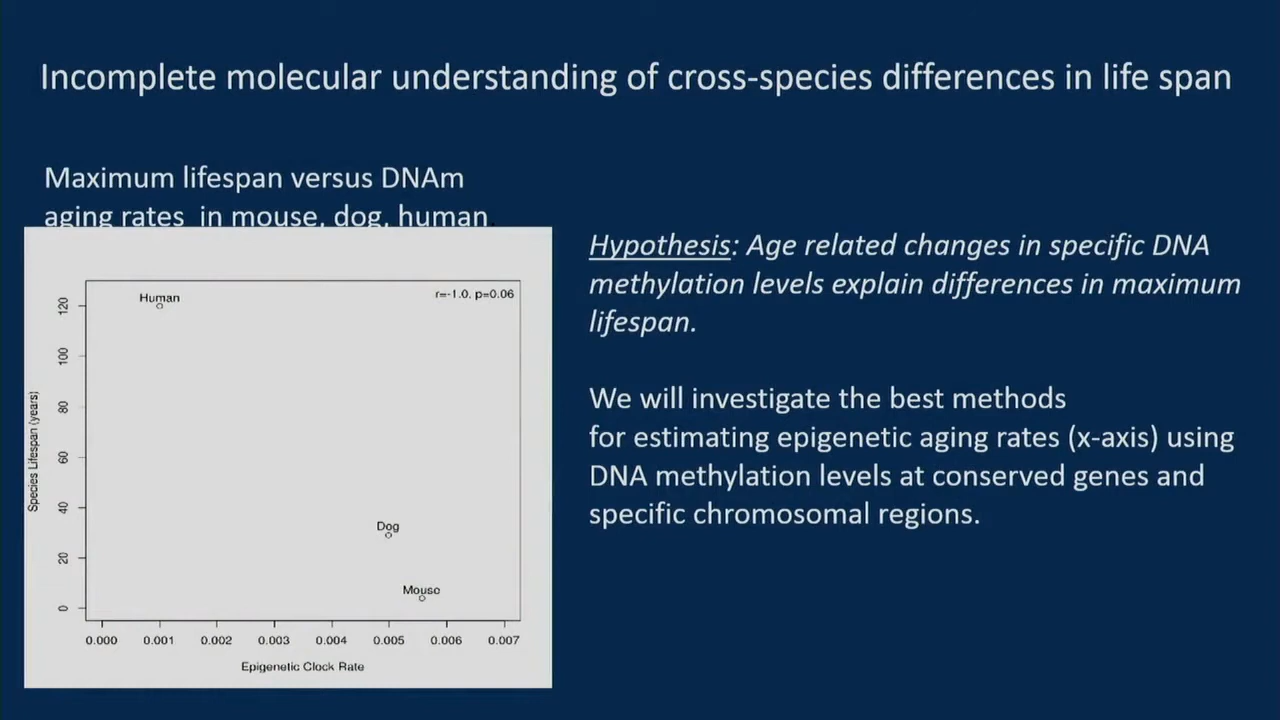 Incomplete molecular understanding of cross-species differences in life span
Maximum lifespan versus DNAm
aging rates in mouse, dog, human.
Hypothesis: Age related changes in specific DNA
methylation levels explain differences in maximum
lifespan.
We will investigate the best methods
for estimating epigenetic aging rates (x-axis) using
DNA methylation levels at conserved genes and
specific chromosomal regions.
r=-1.0, p=0.06
Human
Dog
Mouse
Species Lifespan (years)
120
100
80
60
40
20
0
0.000 0.001 0.002 0.003 0.004 0.005 0.006 0.007
Epigenetic Clock Rate